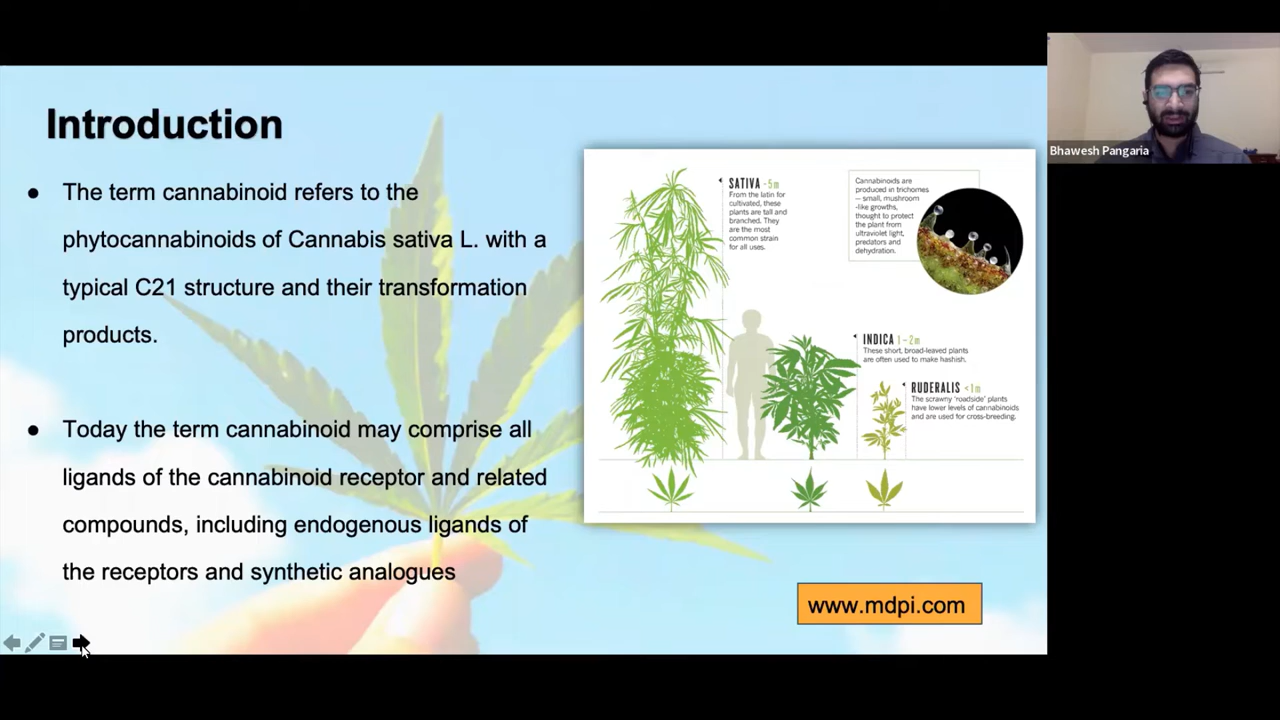 Introduction
● The term cannabinoid refers to the
phytocannabinoids of Cannabis sativa L. with a
typical C21 structure and their transformation
products.
● Today the term cannabinoid may comprise all
ligands of the cannabinoid receptor and related
compounds, including endogenous ligands of
the receptors and synthetic analogues
SATIVA ~5m
From the latin for
cultivated, these
plants are tall and
branched. They
are the most
common strain
for all uses.
Cannabinoids are
produced in trichomes
— small, mushroom
-like growths,
thought to protect
the plant from
ultraviolet light,
predators and
dehydration.
INDICA 1–2m
These short, broad-leaved plants
are often used to make hashish.
RUDERALIS <1m
The scrawny 'roadside' plants
have lower levels of cannabinoids
and are used for cross-breeding.
www.mdpi.com
Bhawesh Pangaria